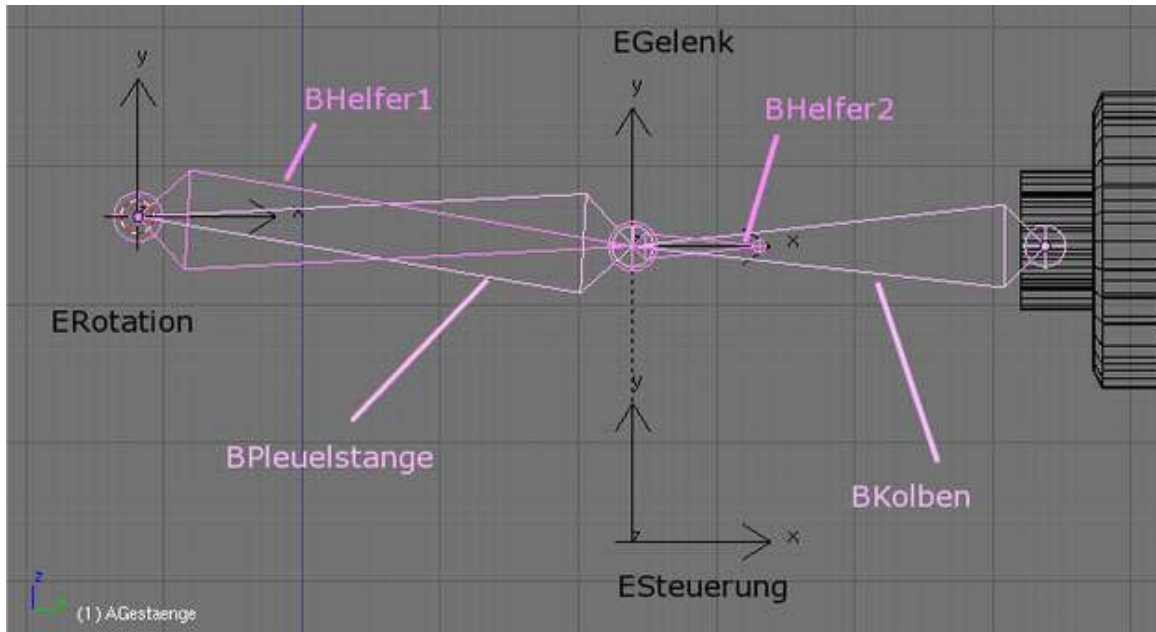 EGelenk
y
y
BHelfer1
BHelfer2
x
x
ERotation
y
BPleuelstange
BKolben
x
ESteuerung
z
(1) AGestaenge